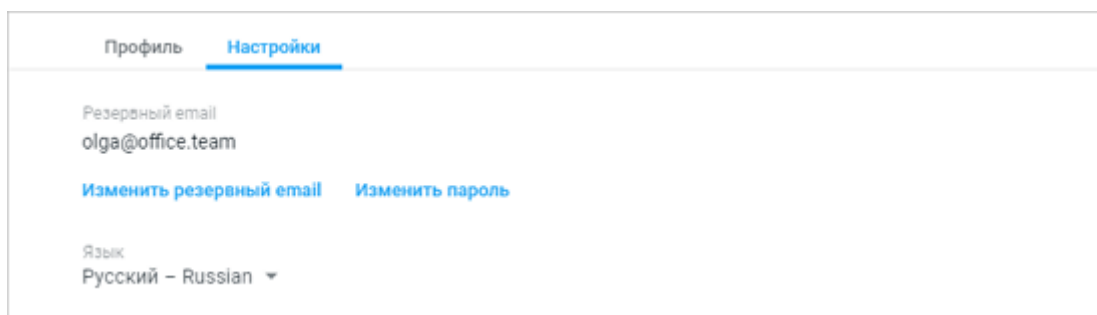 Профиль Настройки
Резервный email
olga@office.team
Изменить резервный email Изменить пароль
Язык
Русский – Russian